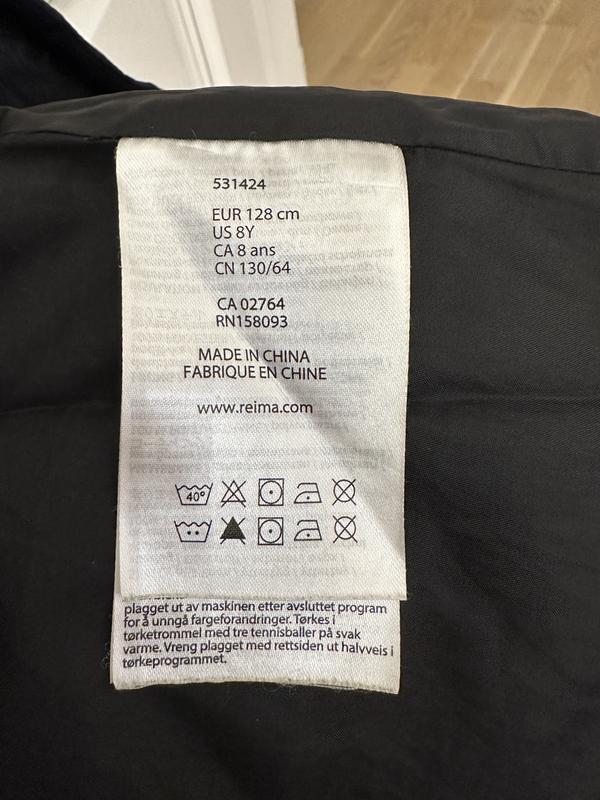 531424
EUR 128 cm
US 8Y
CA 8 ans
CN 130/64
CA 02764
RN158093
MADE IN CHINA
FABRIQUE EN CHINE
www.reima.com
40°
plagget ut av maskinen etter avsluttet program
for å unngå fargeforandringer. Tørkes i
tørketrommel med tre tennisballer på svak
varme. Vreng plagget med rettsiden ut halvveis i
tørkeprogrammet.